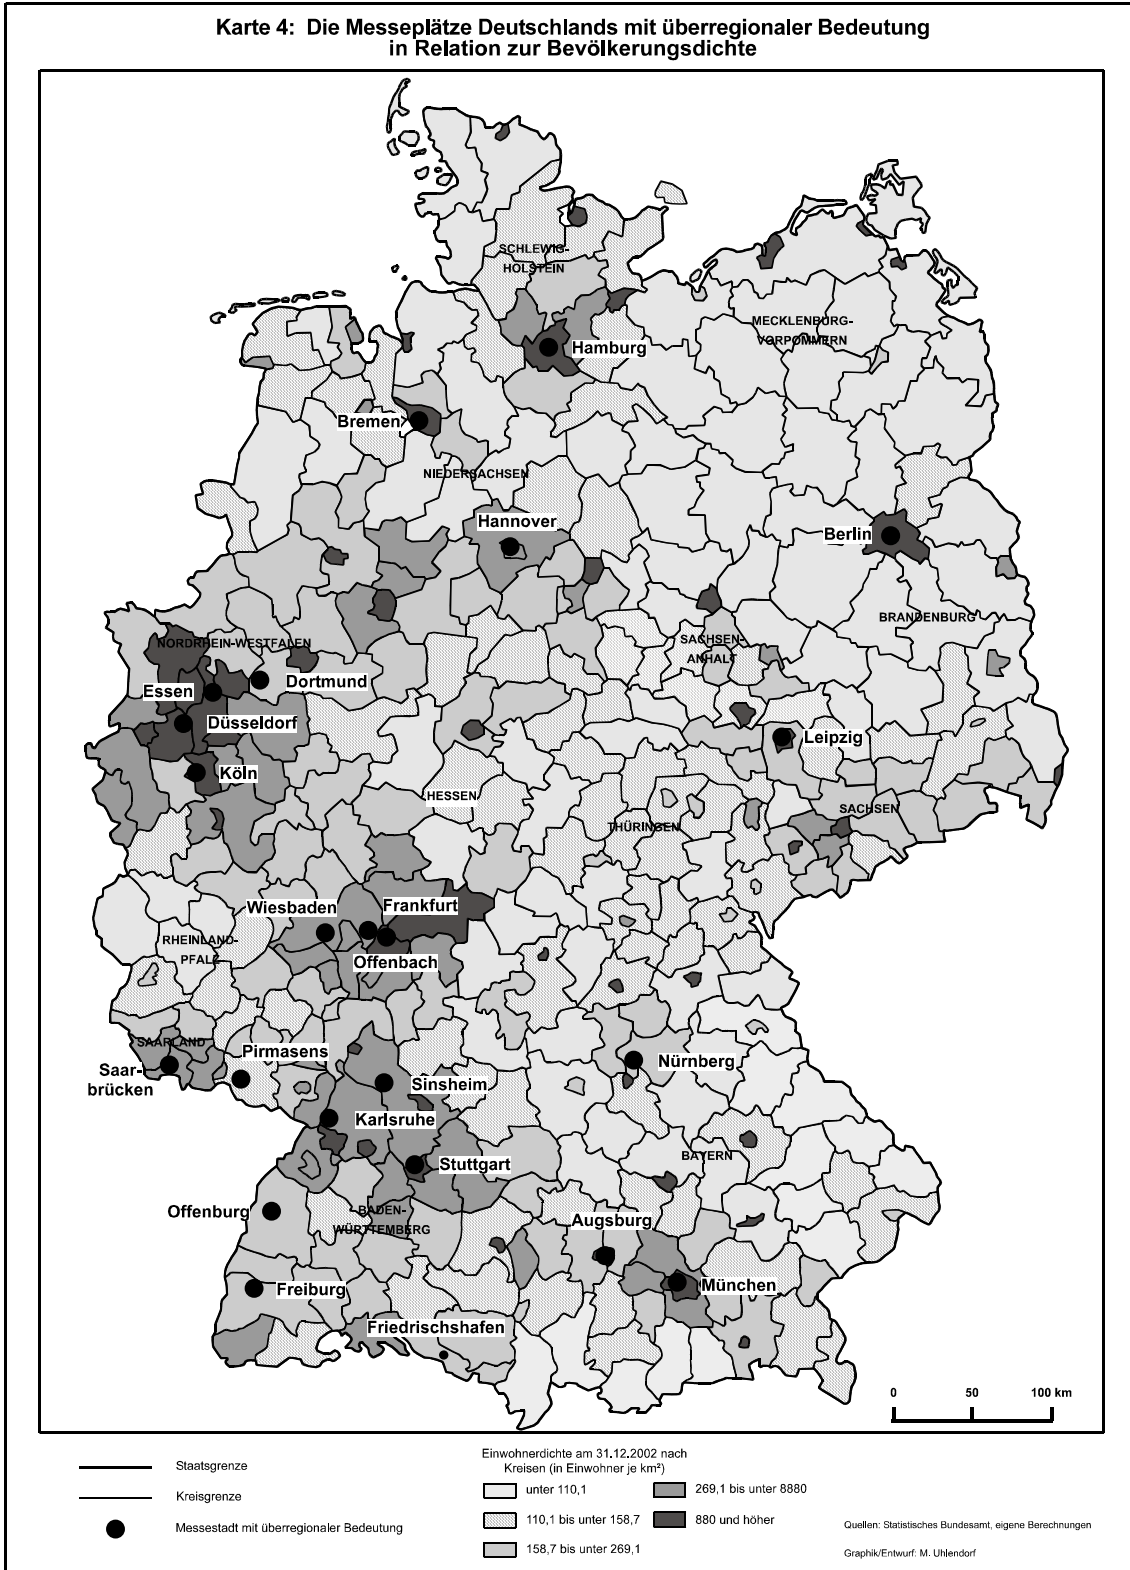 Karte 4: Die Messeplätze Deutschlands mit überregionaler Bedeutung
in Relation zur Bevölkerungsdichte
SCHLEWIG-
HOLSTEIN
MECKLENBURG-
VORPOMMERN
Hamburg
Bremen
NIEDERSACHSEN
Hannover
Berlin
BRANDENBURG
NORDRHEIN-WESTFALEN
SACHSEN-
ANHALT
Essen
Dortmund
Düsseldorf
Leipzig
Köln
HESSEN
SACHSEN
THÜRINGEN
Wiesbaden
Frankfurt
RHEINLAND-
PFALZ
Offenbach
SAARLAND
Pirmasens
Saar-
brücken
Nürnberg
Sinsheim
Karlsruhe
BAYERN
Stuttgart
Offenburg
BADEN-
WÜRTTEMBERG
Augsburg
Freiburg
München
Friedrischshafen
0 50 100 km
Staatsgrenze
Kreisgrenze
Messestadt mit überregionaler Bedeutung
Einwohnerdichte am 31.12.2002 nach
Kreisen (in Einwohner je km²)
unter 110,1
110,1 bis unter 158,7
158,7 bis unter 269,1
269,1 bis unter 8880
880 und höher
Quellen: Statistisches Bundesamt, eigene Berechnungen
Graphik/Entwurf: M. Uhlendorf